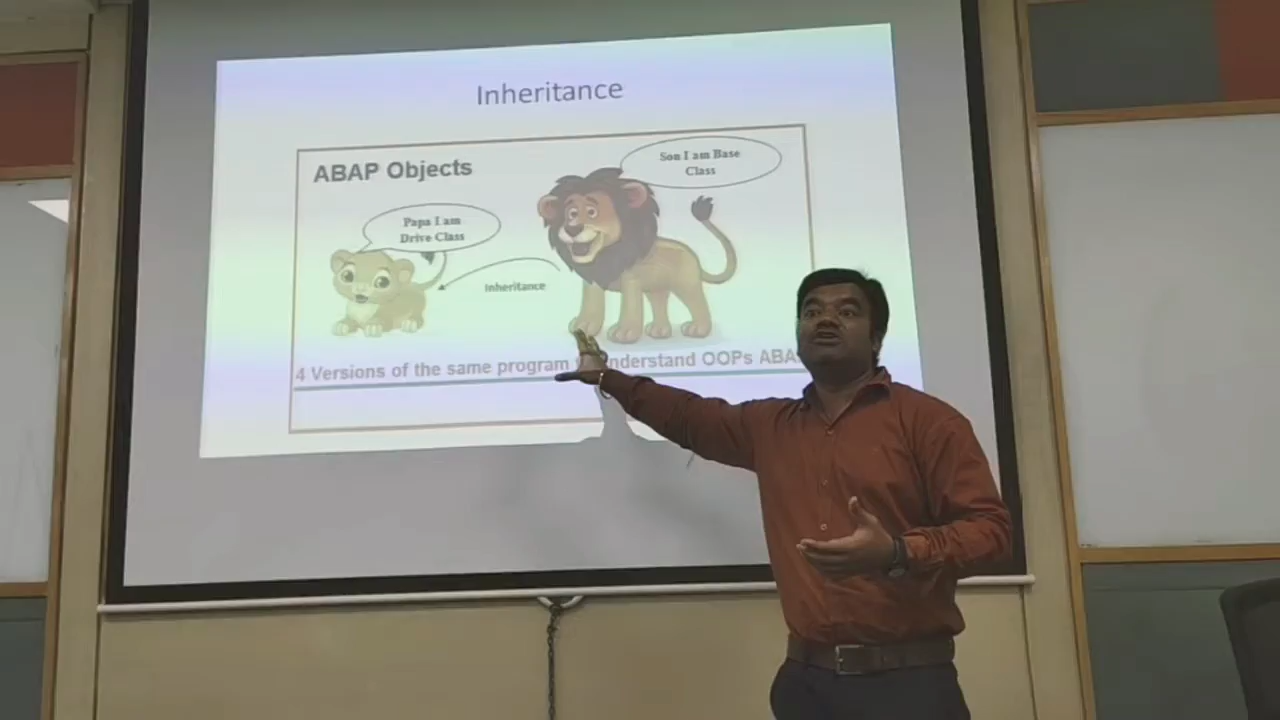 Inheritance
ABAP Objects
Son I am Base
Class
Papa I am
Drive Class
Inheritance
4 Versions of the same program understand OOPs ABA